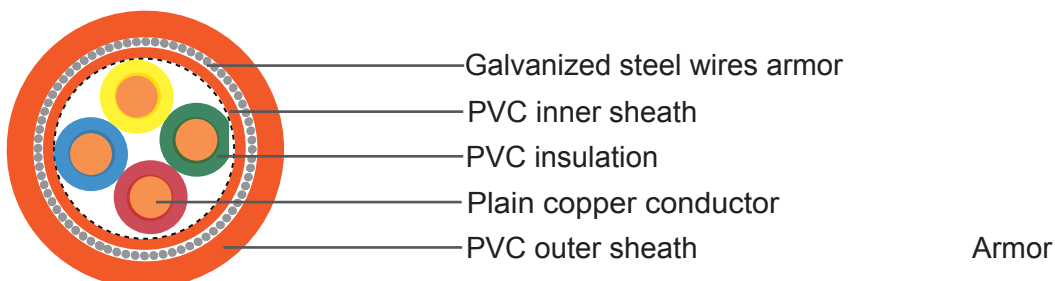 Galvanized steel wires armor
PVC inner sheath
PVC insulation
Plain copper conductor
PVC outer sheath Armor